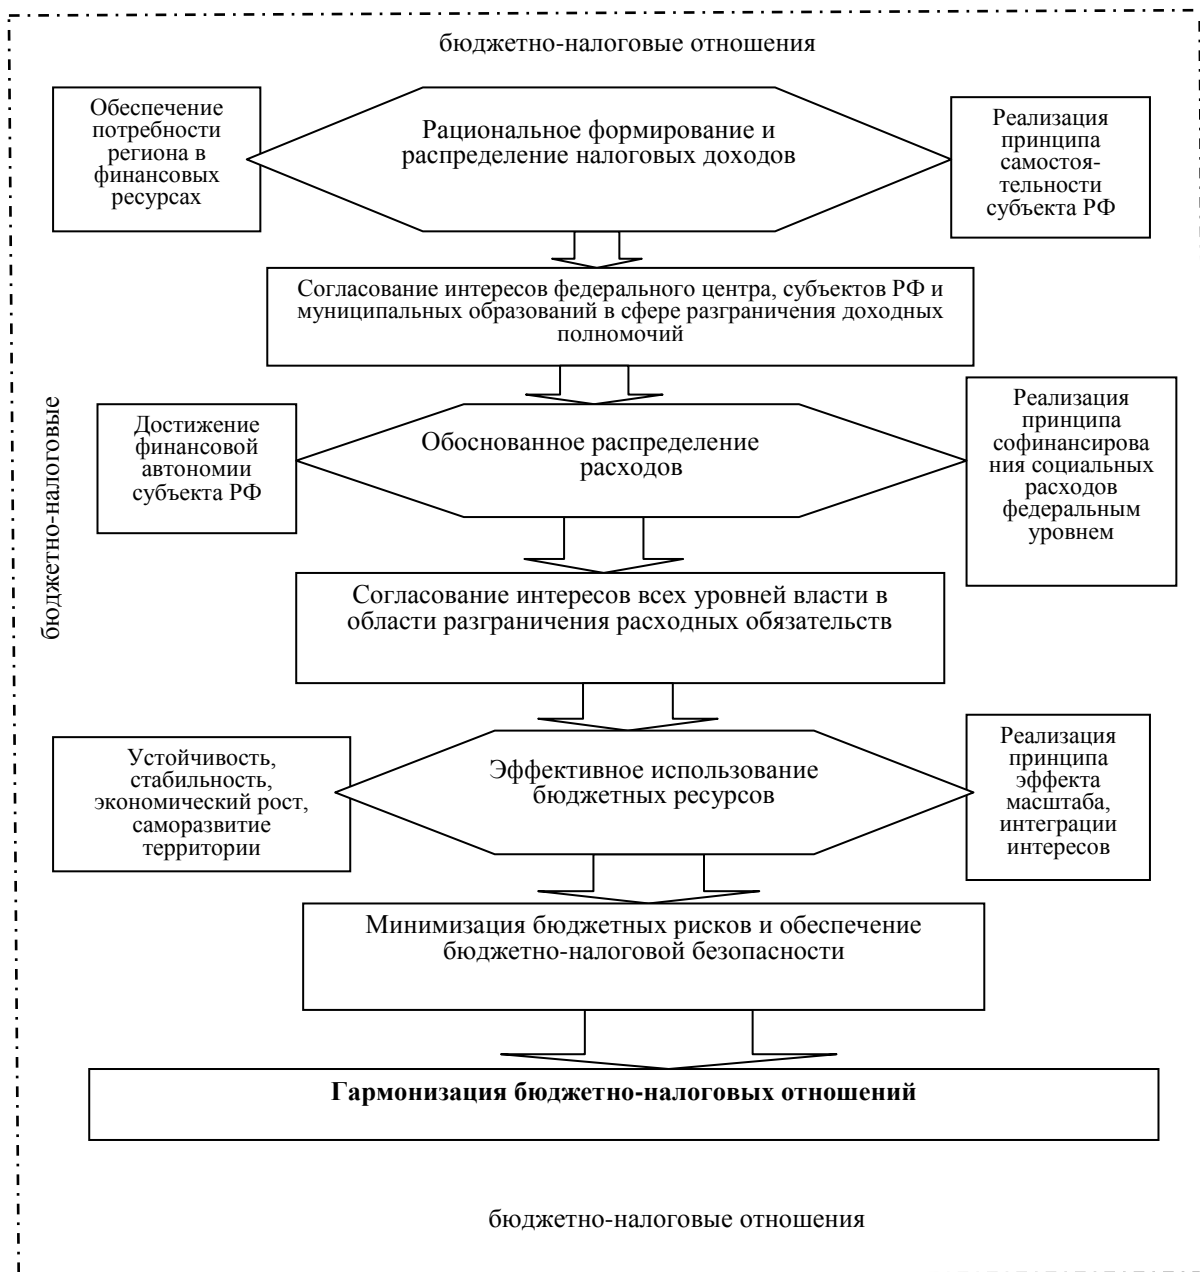 бюджетно-налоговые отношения
Обеспечение
потребности
региона в
финансовых
ресурсах
Рациональное формирование и
распределение налоговых доходов
Реализация
принципа
самостоя-
тельности
субъекта РФ
Согласование интересов федерального центра, субъектов РФ и
муниципальных образований в сфере разграничения доходных
полномочий
бюджетно-налоговые
Достижение
финансовой
автономии
субъекта РФ
Обоснованное распределение
расходов
Реализация
принципа
софинансирова
ния социальных
расходов
федеральным
уровнем
Согласование интересов всех уровней власти в
области разграничения расходных обязательств
Устойчивость,
стабильность,
экономический рост,
саморазвитие
территории
Эффективное использование
бюджетных ресурсов
Реализация
принципа
эффекта
масштаба,
интеграции
интересов
Минимизация бюджетных рисков и обеспечение
бюджетно-налоговой безопасности
Гармонизация бюджетно-налоговых отношений
бюджетно-налоговые отношения